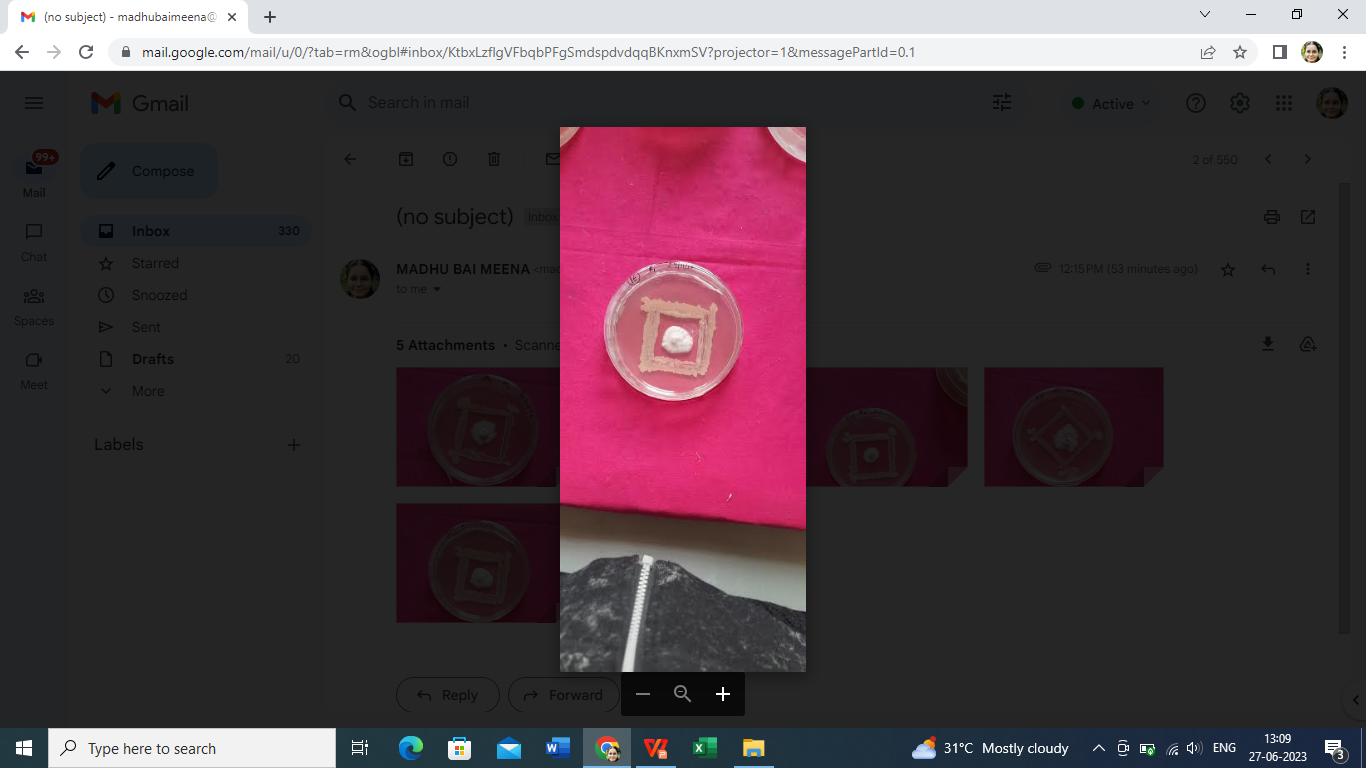 (no subject) - madhubaimeena@
mail.google.com/mail/u/0/?tab=rm&ogbl#inbox/KtbxLzflgVFbqbPFgSmdspdvdqqBKnxmSV?projector=1&messagePartId=0.1
Gmail
Search in mail
Active
99+
Mail
Compose
2 of 550
(no subject)
Inbox
Inbox 330
Chat
Starred
MADHU BAI MEENA
12:15 PM (53 minutes ago)
to me
Snoozed
Spaces
Sent
5 Attachments •
Drafts 20
Meet
More
Labels
Reply
Forward
Type here to search
31°C Mostly cloudy
ENG
13:09
27-06-2023
3